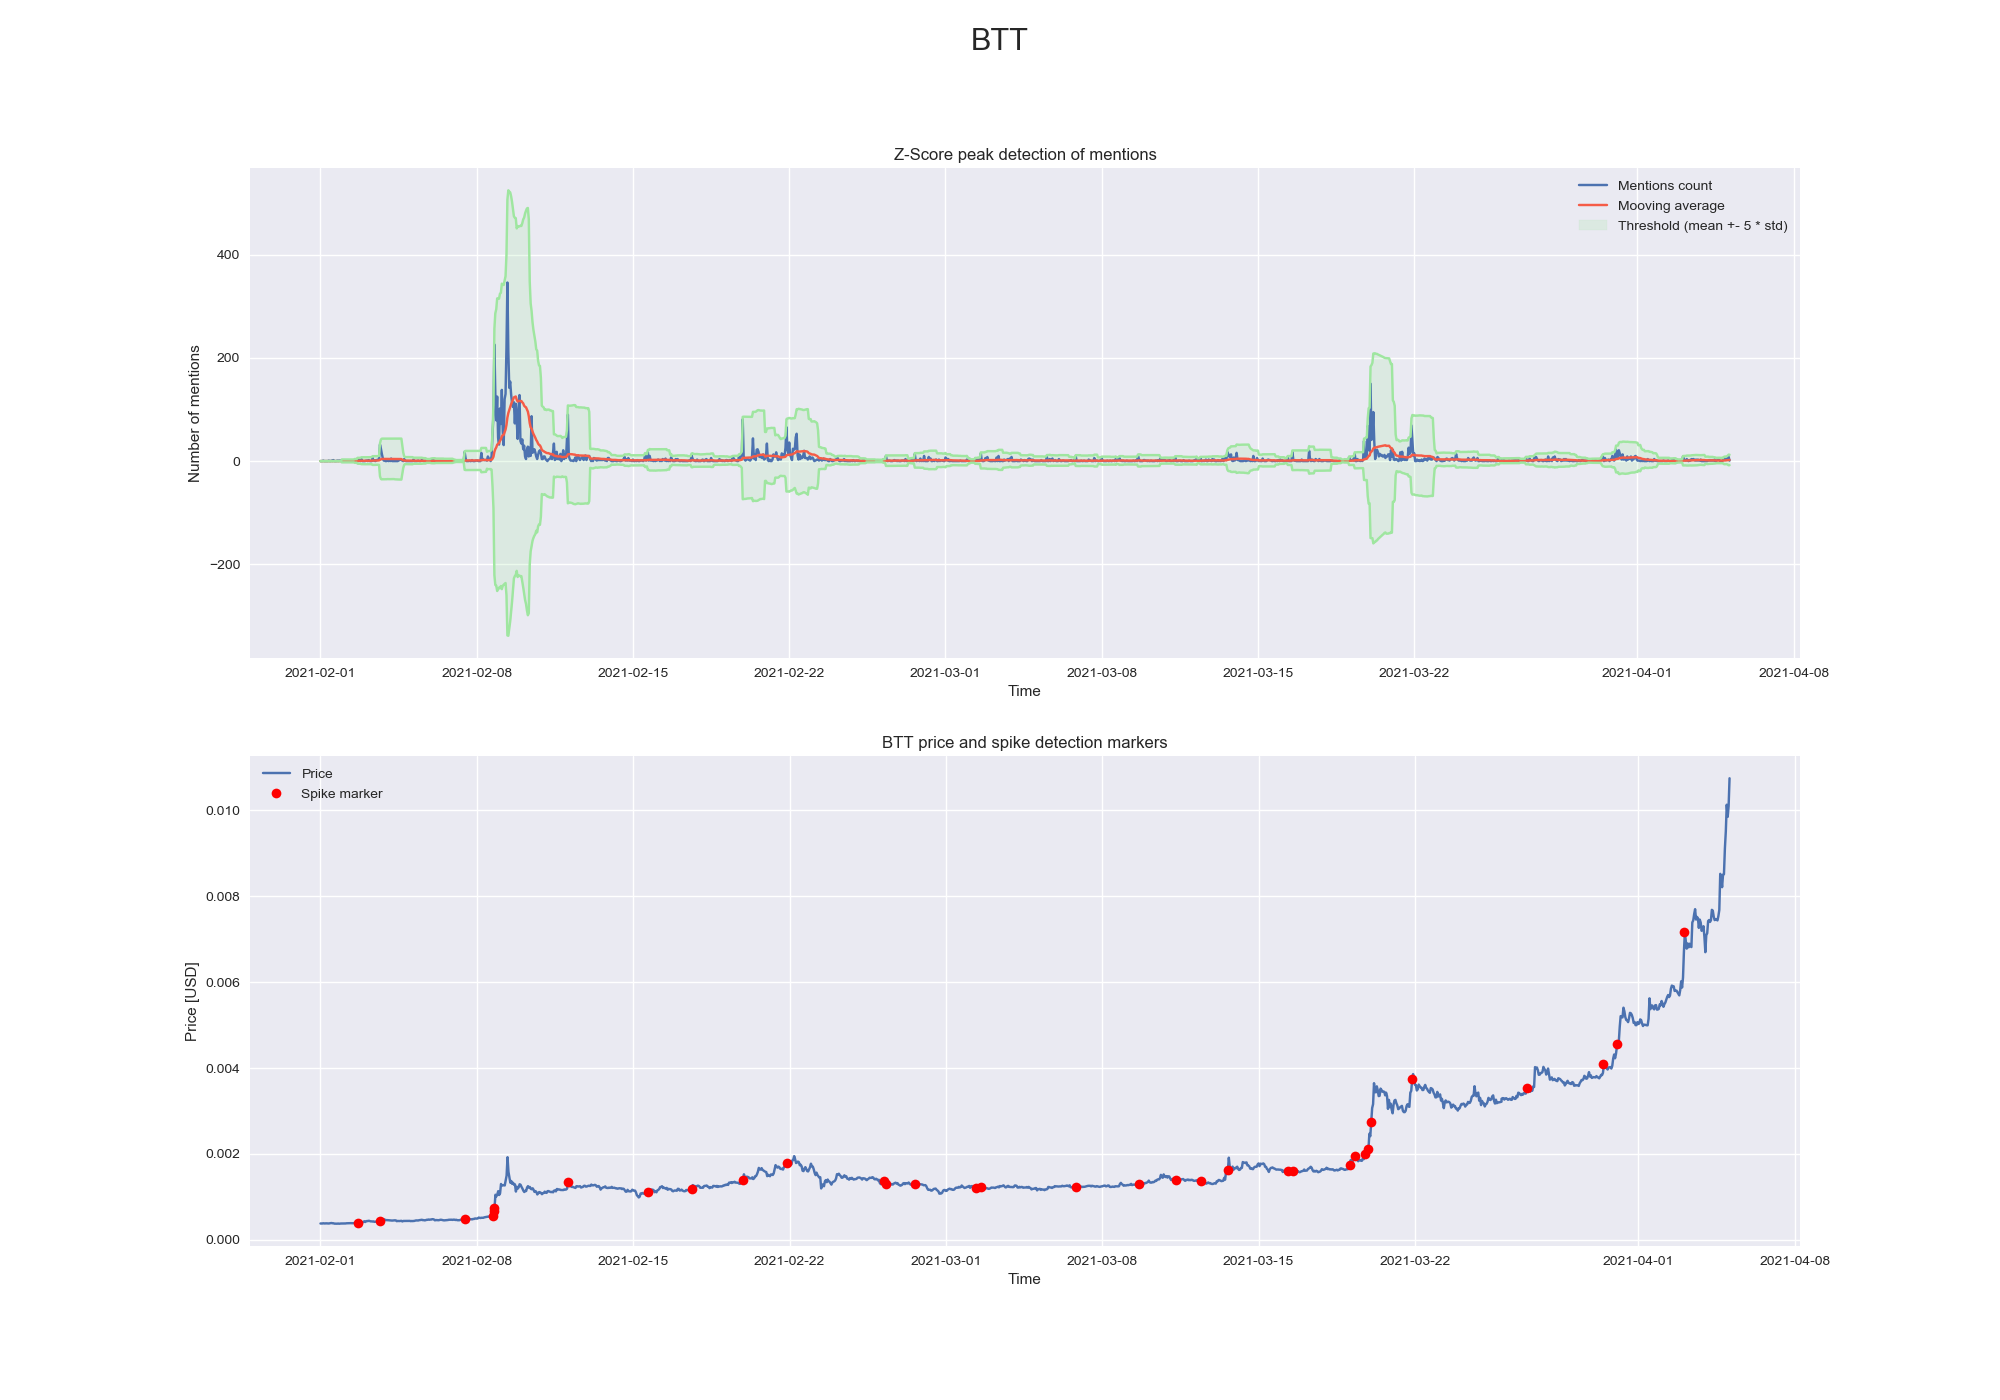 BTT
Z-Score peak detection of mentions
Mentions count
Mooving average
Threshold (mean +- 5 * std)
Number of mentions
400
200
0
−200
2021-02-01 2021-02-08 2021-02-15 2021-02-22 2021-03-01 2021-03-08 2021-03-15 2021-03-22 2021-04-01 2021-04-08
Time
BTT price and spike detection markers
Price
Spike marker
Price [USD]
0.010
0.008
0.006
0.004
0.002
0.000
2021-02-01 2021-02-08 2021-02-15 2021-02-22 2021-03-01 2021-03-08 2021-03-15 2021-03-22 2021-04-01 2021-04-08
Time